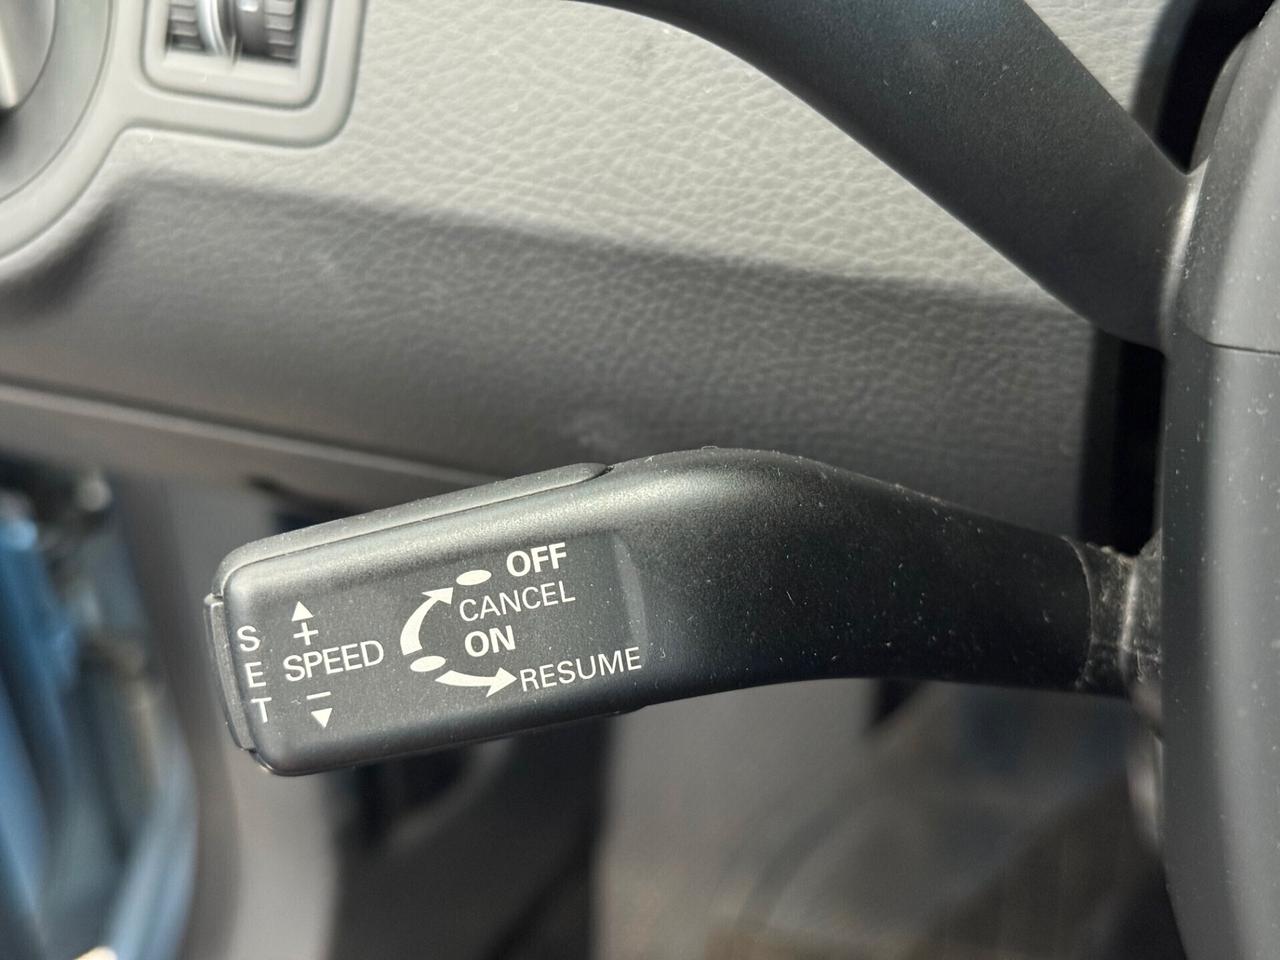 OFF
CANCEL
ON
RESUME
SET
+
SPEED
−